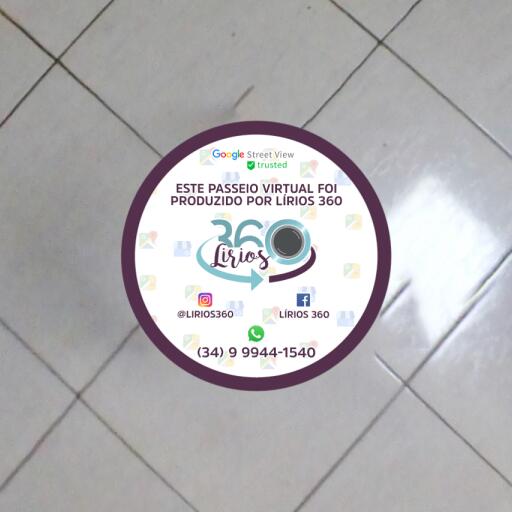 Google Street View
trusted
ESTE PASSEIO VIRTUAL FOI
PRODUZIDO POR LÍRIOS 360
360
Lírios
@LIRIOS360
LÍRIOS 360
(34) 9 9944-1540